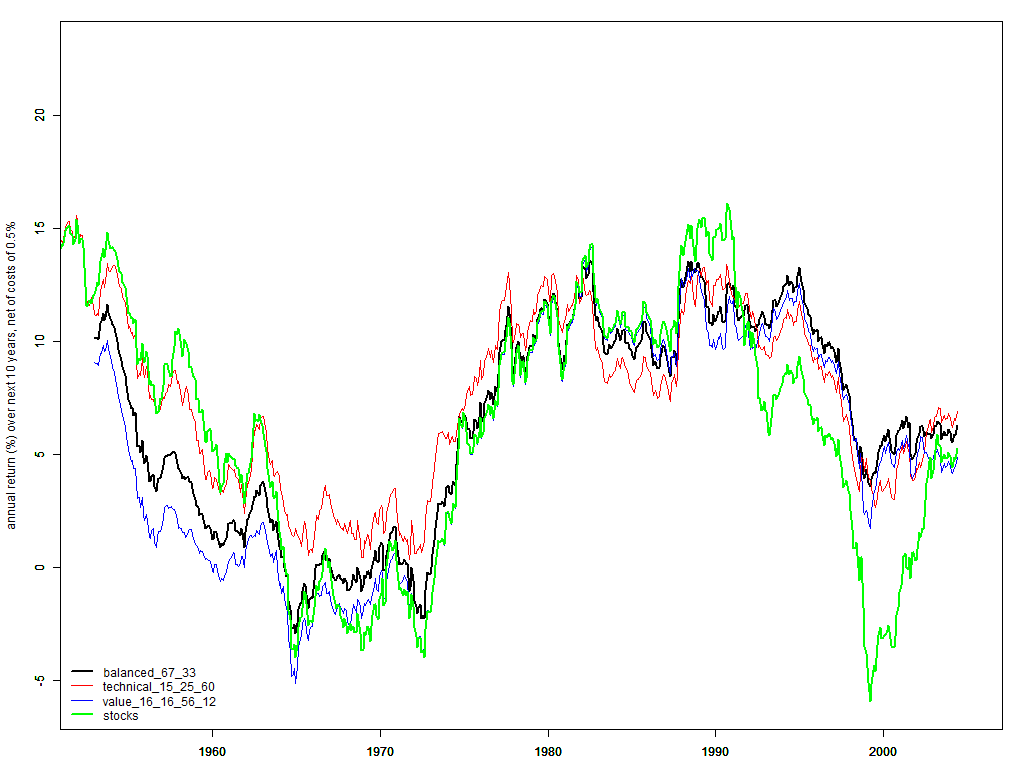 annual return (%) over next 10 years, net of costs of 0.5%
20
15
10
5
0
-5
balanced_67_33
technical_15_25_60
value_16_16_56_12
stocks
1960 1970 1980 1990 2000